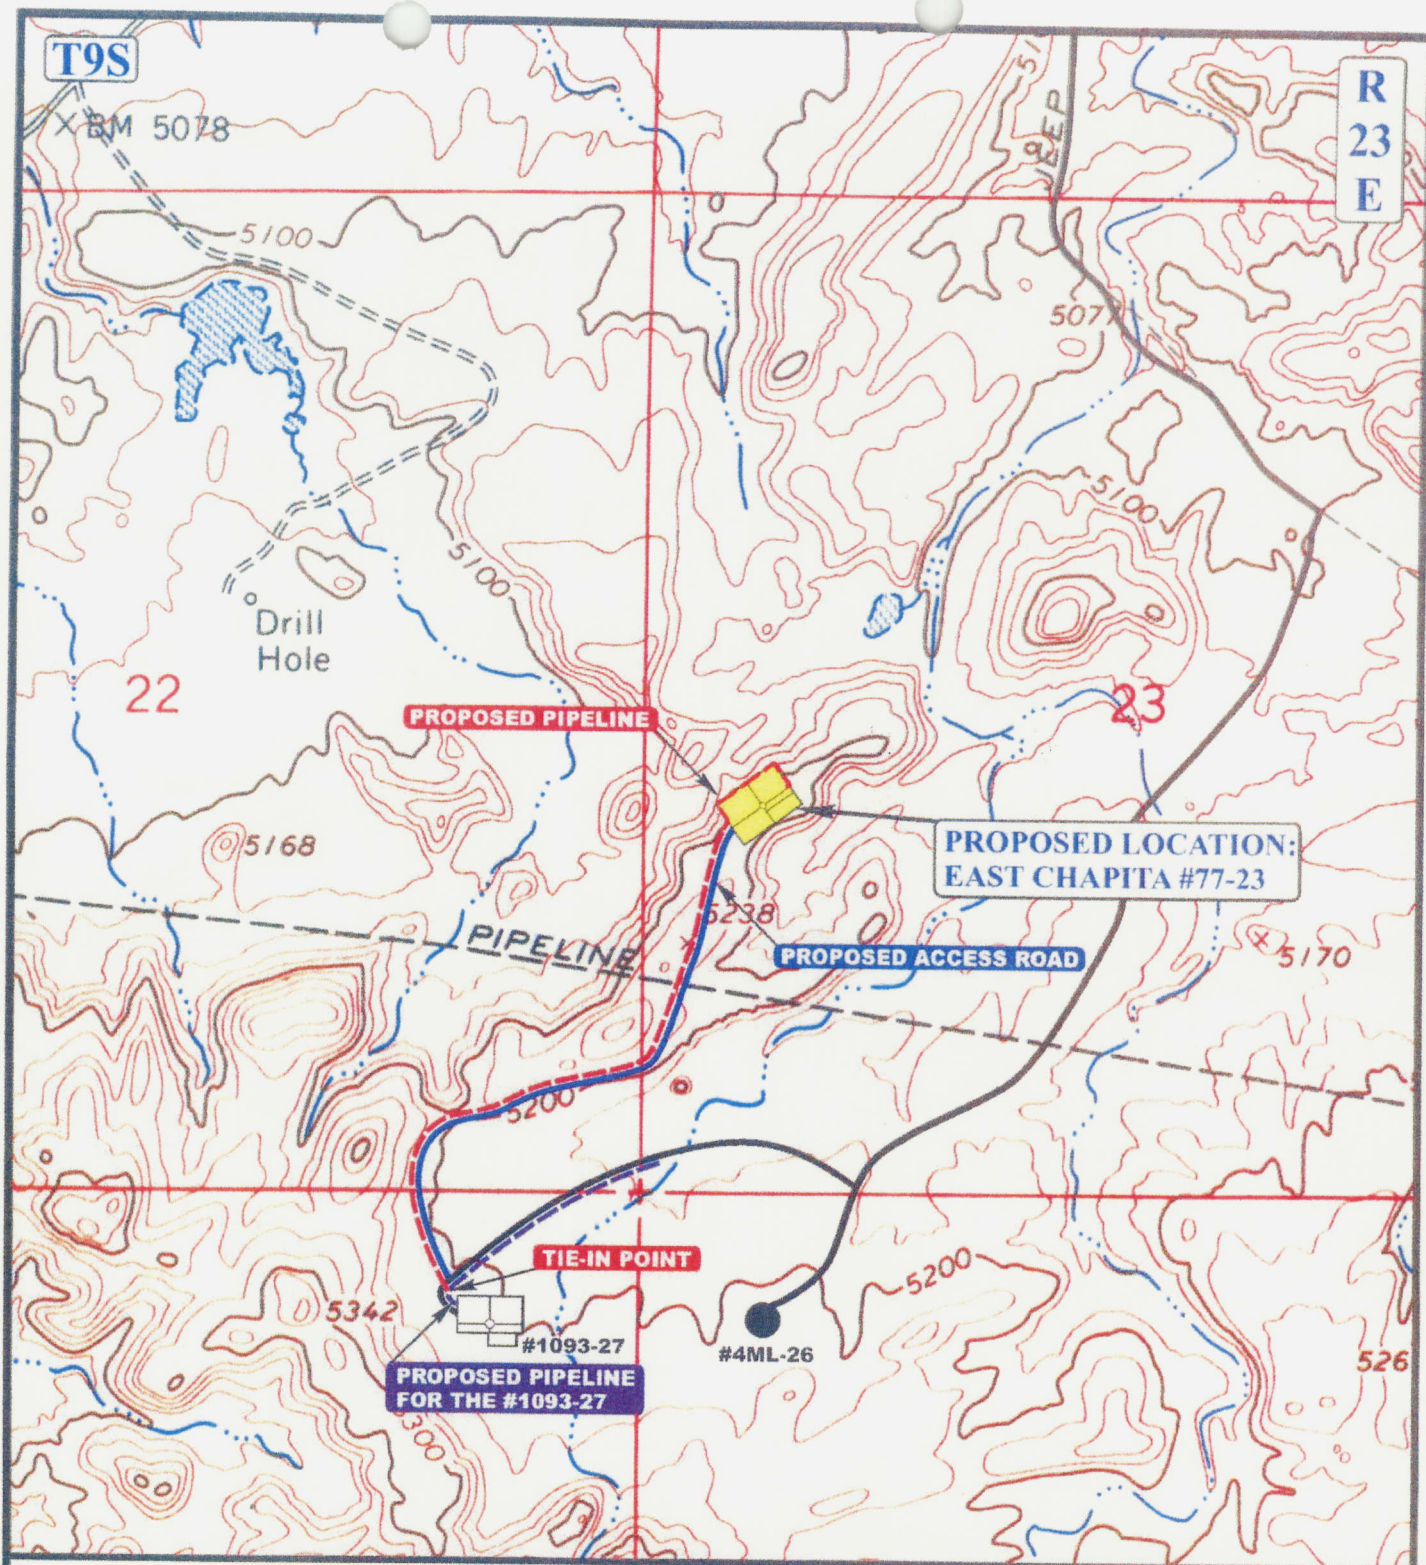 T9S
R
23
E
BM 5078
JEEP
5100
5077
5100
5100
Drill
Hole
22
23
PROPOSED PIPELINE
5168
PROPOSED LOCATION:
EAST CHAPITA #77-23
5238
PIPELINE
PROPOSED ACCESS ROAD
5170
5200
TIE-IN POINT
5200
5342
#1093-27
#4ML-26
526
PROPOSED PIPELINE
FOR THE #1093-27
5300